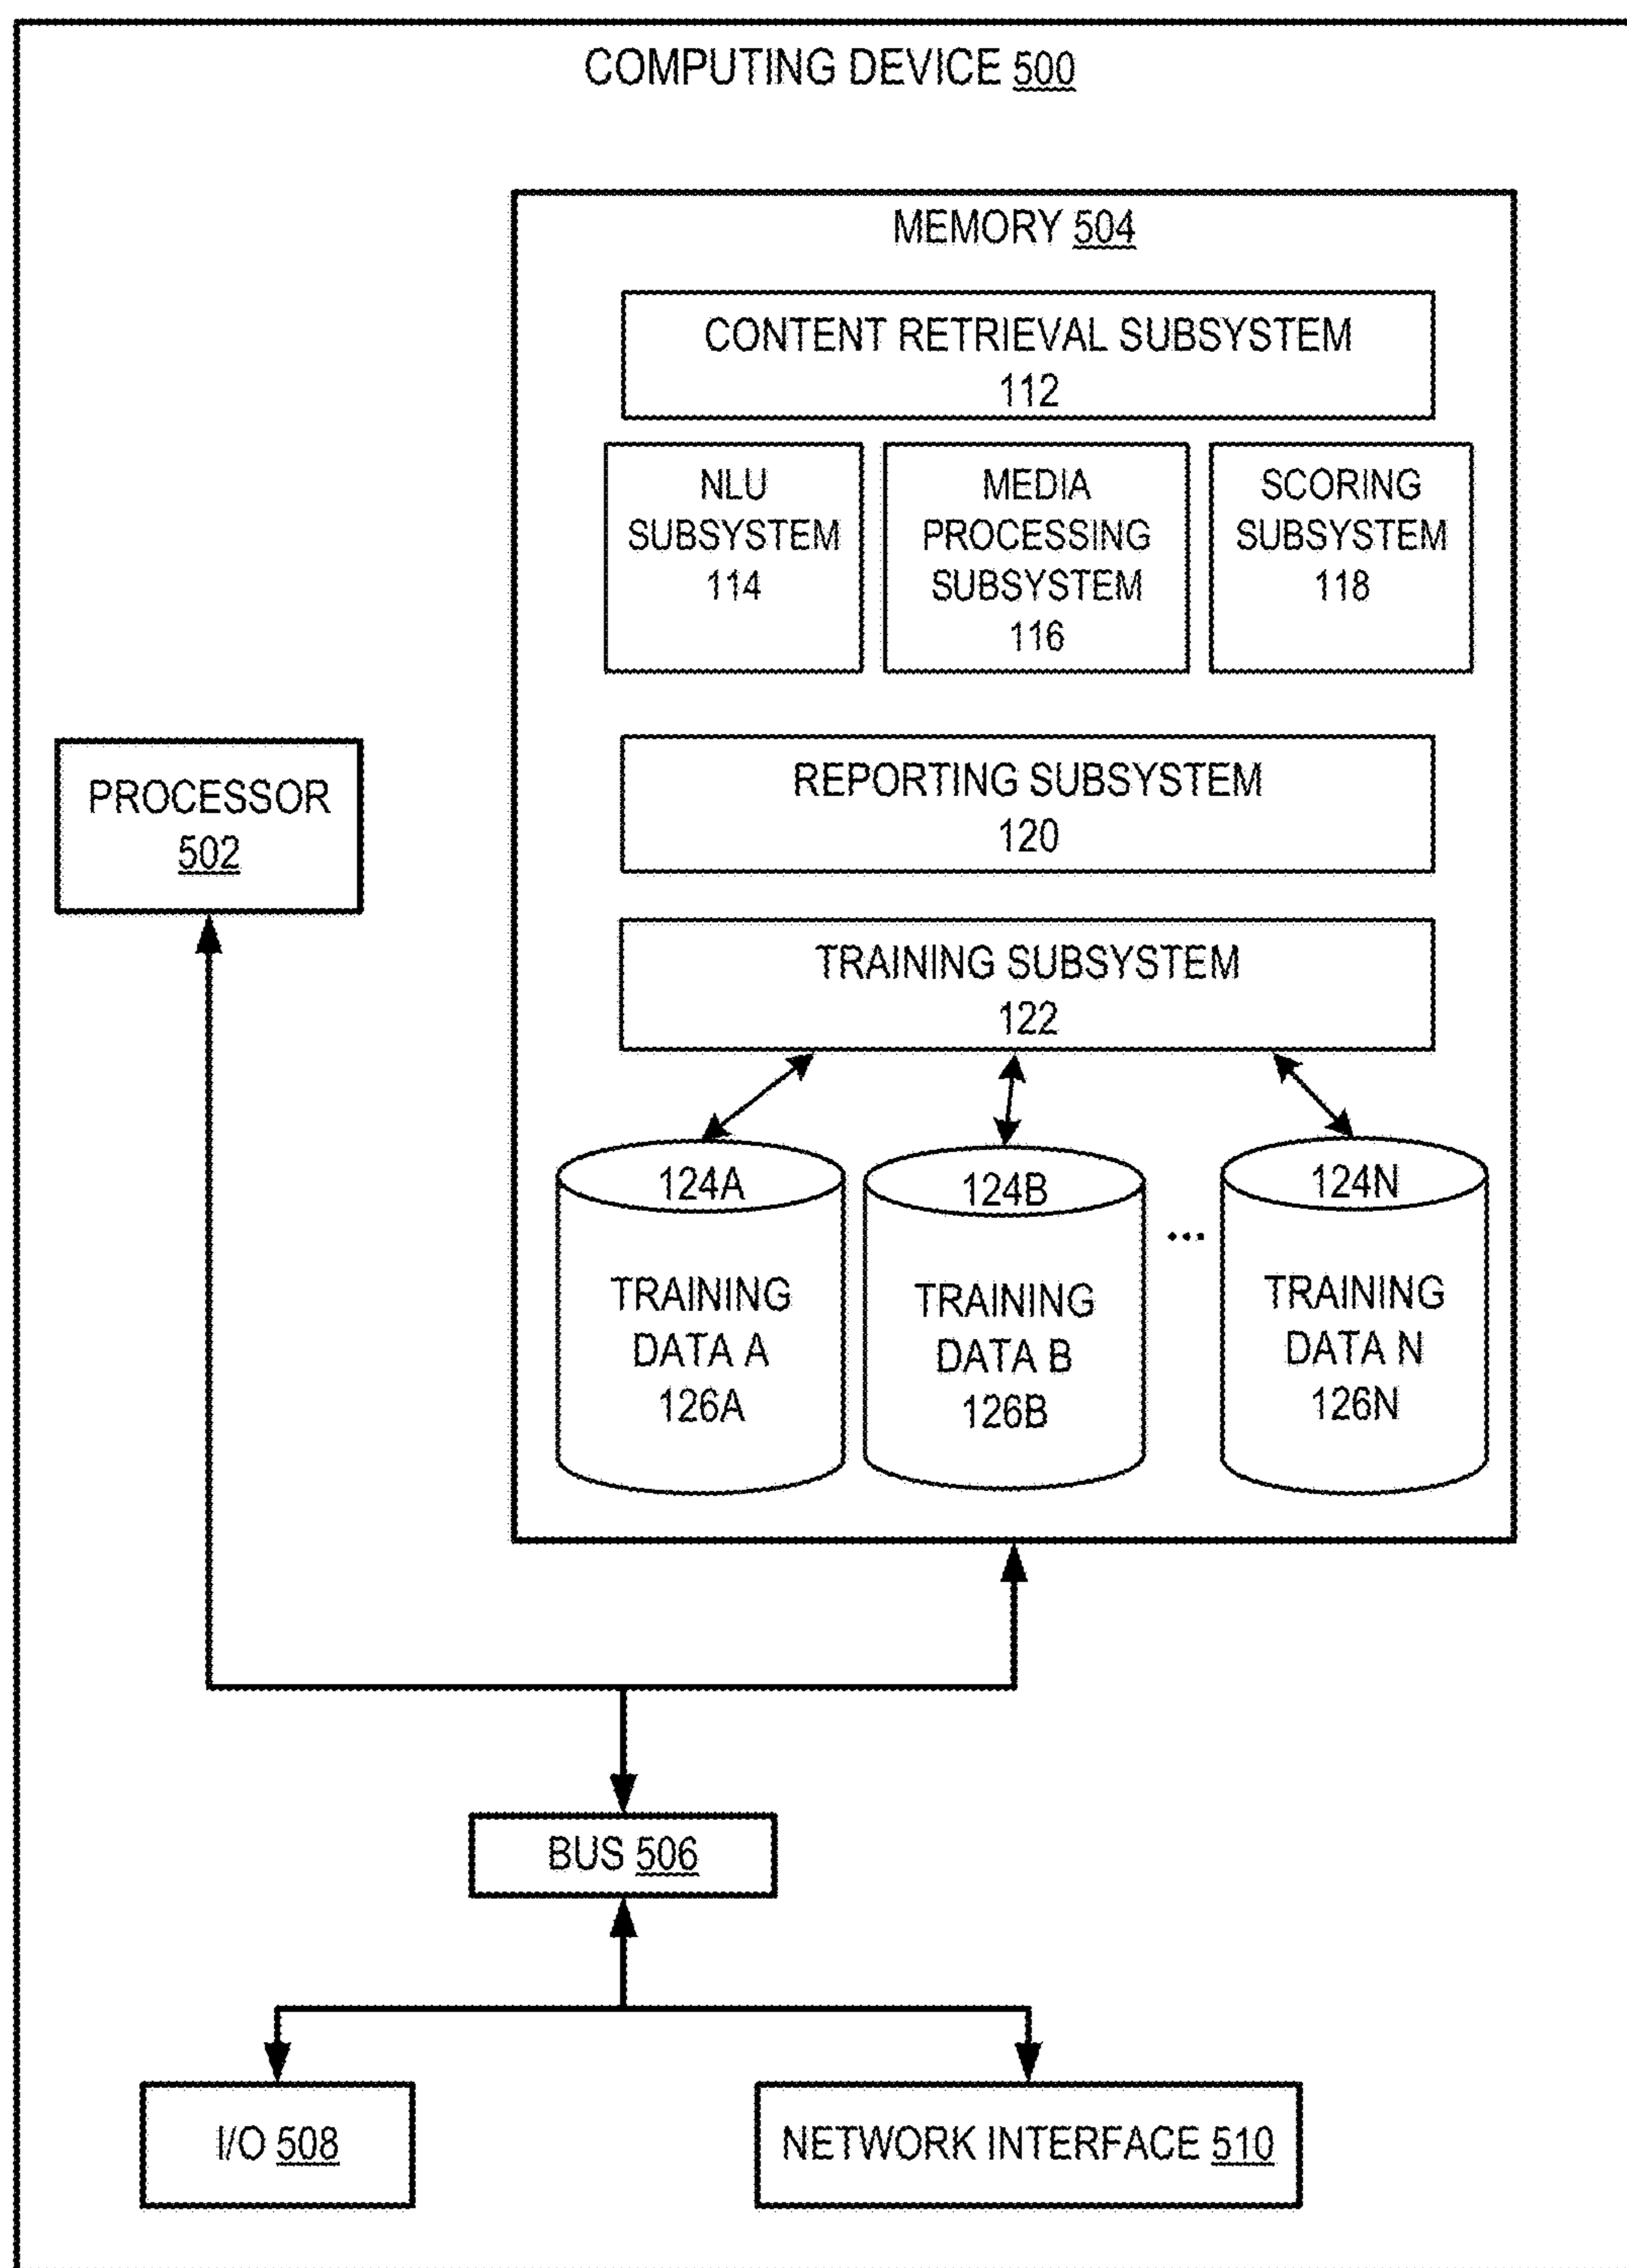 COMPUTING DEVICE 500
MEMORY 504
CONTENT RETRIEVAL SUBSYSTEM
112
NLU
SUBSYSTEM
114
MEDIA
PROCESSING
SUBSYSTEM
116
SCORING
SUBSYSTEM
118
PROCESSOR
502
REPORTING SUBSYSTEM
120
TRAINING SUBSYSTEM
122
124A
TRAINING
DATA A
126A
124B
TRAINING
DATA B
126B
...
124N
TRAINING
DATA N
126N
BUS 506
I/O 508
NETWORK INTERFACE 510